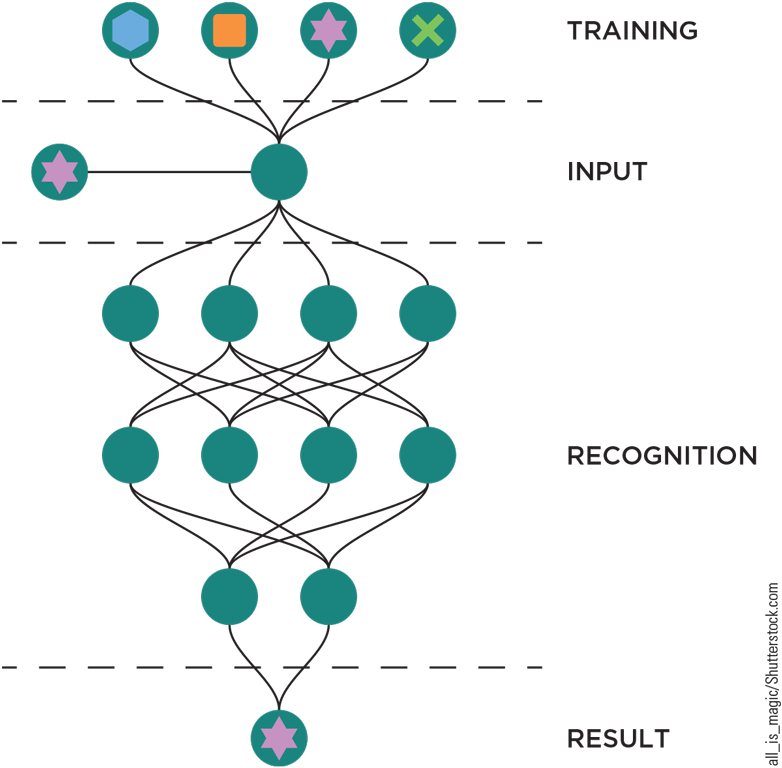 TRAINING
INPUT
RECOGNITION
RESULT
all_is_magic/Shutterstock.com